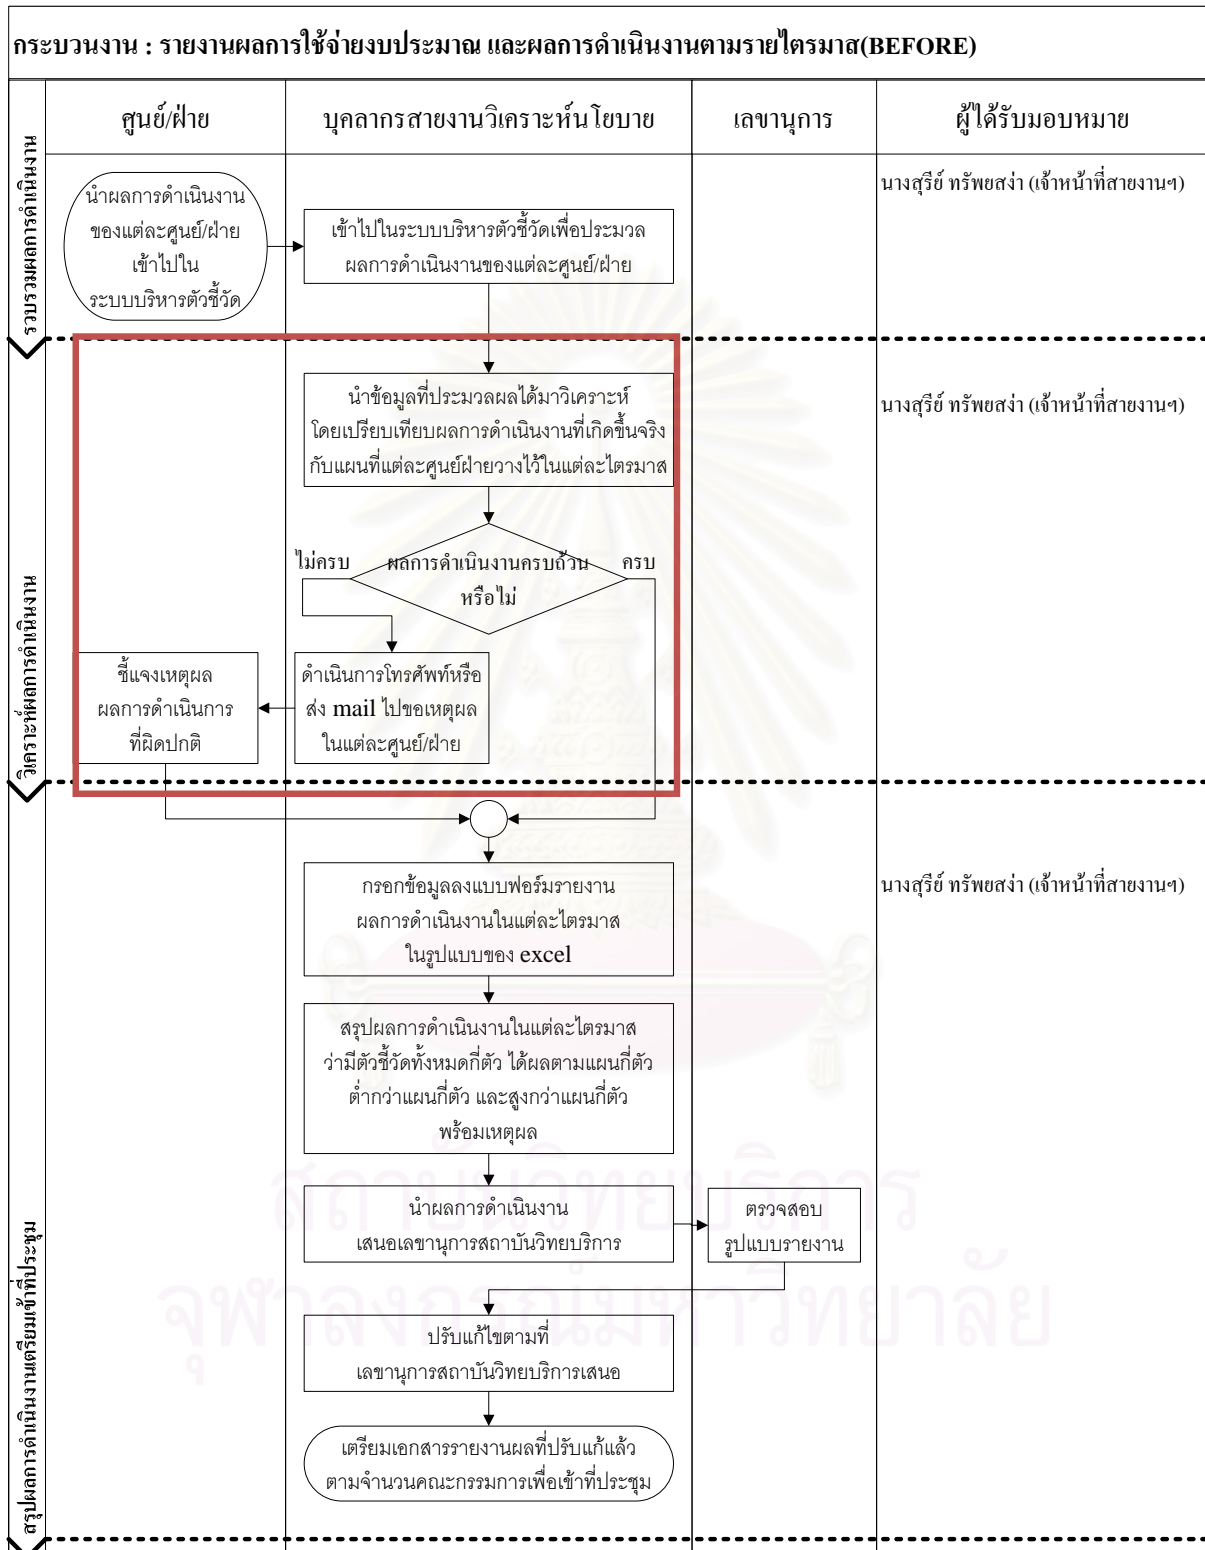 กระบวนงาน : รายงานผลการใช้จ่ายงบประมาณ และผลการดำเนินงานตามรายไตรมาส(BEFORE)
ศูนย์/ฝ่าย
บุคลากรสายงานวิเคราะห์นโยบาย
เลขานุการ
ผู้ได้รับมอบหมาย
รวบรวมผลการดำเนินงาน
นำผลการดำเนินงาน
ของแต่ละศูนย์/ฝ่าย
เข้าไปใน
ระบบบริหารตัวชี้วัด
เข้าไปในระบบบริหารตัวชี้วัดเพื่อประมวล
ผลการดำเนินงานของแต่ละศูนย์/ฝ่าย
นางสุรีย์ ทรัพยสง่า (เจ้าหน้าที่สายงานฯ)
วิเคราะห์ผลการดำเนินงาน
นำข้อมูลที่ประมวลผลได้มาวิเคราะห์
โดยเปรียบเทียบผลการดำเนินงานที่เกิดขึ้นจริง
กับแผนที่แต่ละศูนย์ฝ่ายวางไว้ในแต่ละไตรมาส
นางสุรีย์ ทรัพยสง่า (เจ้าหน้าที่สายงานฯ)
ไม่ครบ
ผลการดำเนินงานครบถ้วน
หรือไม่
ครบ
ดำเนินการโทรศัพท์หรือ
ส่ง mail ไปขอเหตุผล
ในแต่ละศูนย์/ฝ่าย
ชี้แจงเหตุผล
ผลการดำเนินการ
ที่ผิดปกติ
สรุปผลการดำเนินงานเตรียมเข้าที่ประชุม
กรอกข้อมูลลงแบบฟอร์มรายงาน
ผลการดำเนินงานในแต่ละไตรมาส
ในรูปแบบของ excel
นางสุรีย์ ทรัพยสง่า (เจ้าหน้าที่สายงานฯ)
สรุปผลการดำเนินงานในแต่ละไตรมาส
ว่ามีตัวชี้วัดทั้งหมดกี่ตัว ได้ผลตามแผนกี่ตัว
ต่ำกว่าแผนกี่ตัว และสูงกว่าแผนกี่ตัว
พร้อมเหตุผล
นำผลการดำเนินงาน
เสนอเลขานุการสถาบันวิทยบริการ
ตรวจสอบ
รูปแบบรายงาน
ปรับแก้ไขตามที่
เลขานุการสถาบันวิทยบริการเสนอ
เตรียมเอกสารรายงานผลที่ปรับแก้แล้ว
ตามจำนวนคณะกรรมการเพื่อเข้าที่ประชุม
สถาบันวิทยบริการ
จุฬาลงกรณ์มหาวิทยาลัย